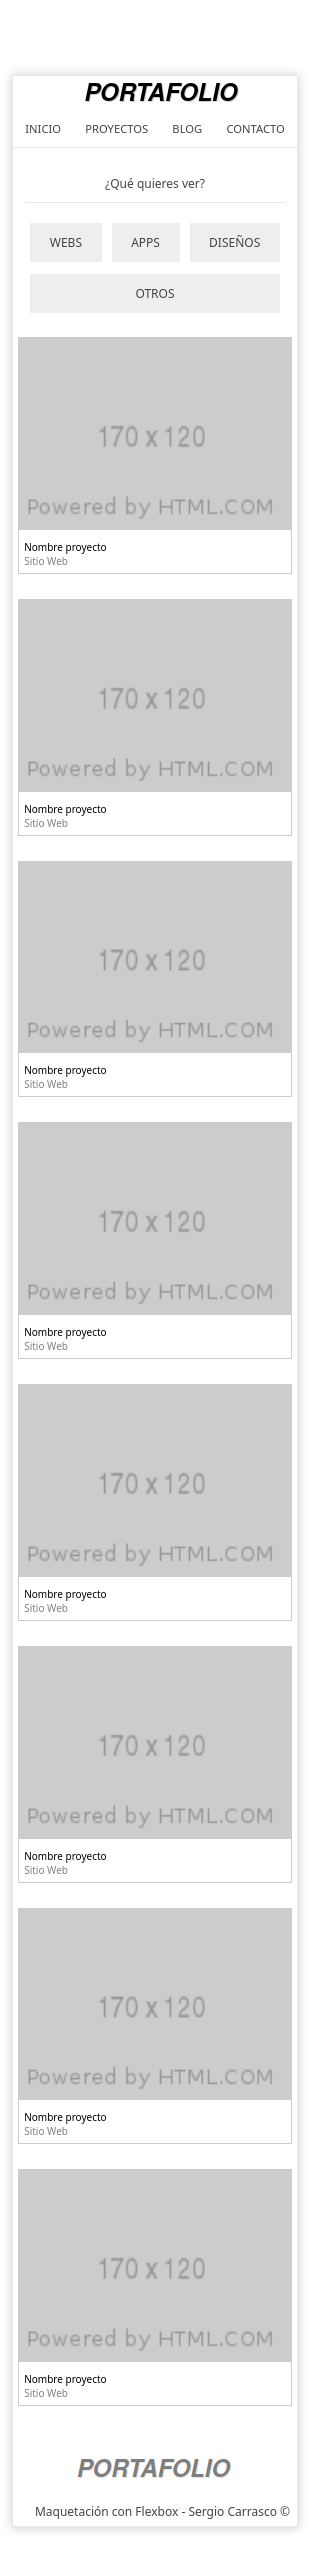 PORTAFOLIO
INICIO PROYECTOS BLOG CONTACTO
¿Qué quieres ver?
WEBS APPS DISEÑOS
OTROS
170 x 120
Powered by HTML.COM
Nombre proyecto
Sitio Web
170 x 120
Powered by HTML.COM
Nombre proyecto
Sitio Web
170 x 120
Powered by HTML.COM
Nombre proyecto
Sitio Web
170 x 120
Powered by HTML.COM
Nombre proyecto
Sitio Web
170 x 120
Powered by HTML.COM
Nombre proyecto
Sitio Web
170 x 120
Powered by HTML.COM
Nombre proyecto
Sitio Web
170 x 120
Powered by HTML.COM
Nombre proyecto
Sitio Web
170 x 120
Powered by HTML.COM
Nombre proyecto
Sitio Web
PORTAFOLIO
Maquetación con Flexbox - Sergio Carrasco ©